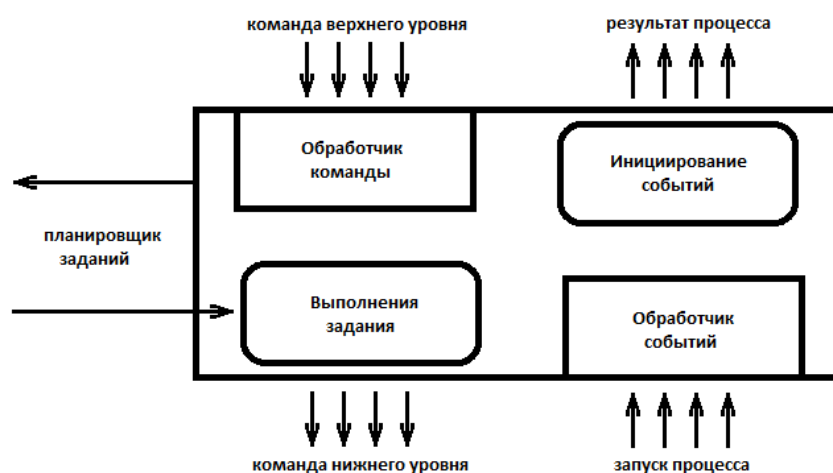 команда верхнего уровня
результат процесса
Обработчик
команды
Инициирование
событий
планировщик
заданий
Выполнения
задания
Обработчик
событий
команда нижнего уровня
запуск процесса